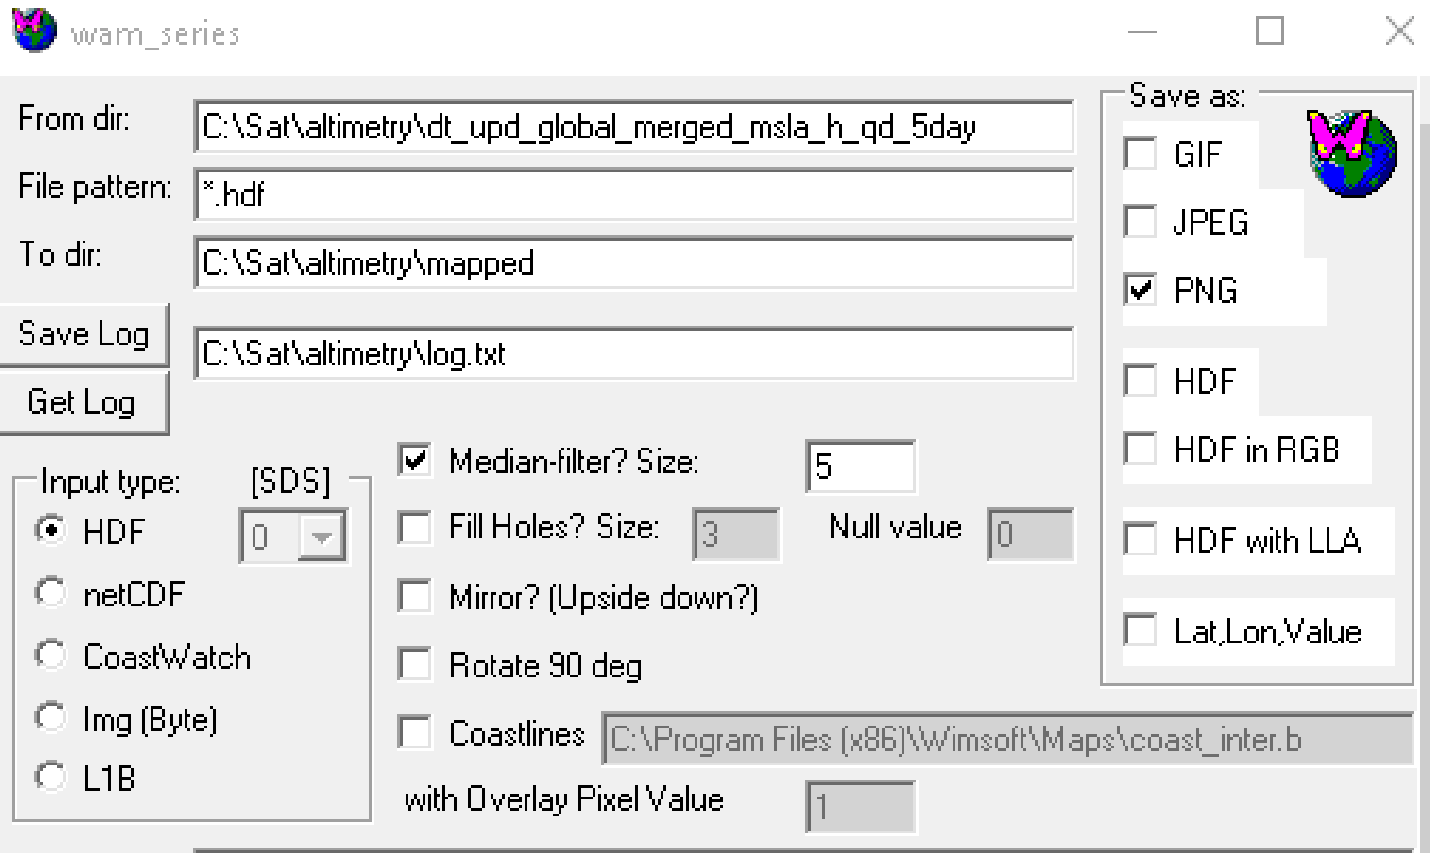 wam_series
From dir: C:\Sat\altimetry\dt_upd_global_merged_msla_h_qd_5day
File pattern: *.hdf
To dir: C:\Sat\altimetry\mapped
Save Log C:\Sat\altimetry\log.txt
Get Log
Save as:
GIF
JPEG
PNG
HDF
HDF in RGB
HDF with LLA
Lat,Lon,Value
Input type: [SDS]
HDF 0
netCDF
CoastWatch
Img (Byte)
L1B
Median-filter? Size: 5
Fill Holes? Size: 3 Null value 0
Mirror? (Upside down?)
Rotate 90 deg
Coastlines C:\Program Files (x86)\Wimsoft\Maps\coast_inter.b
with Overlay Pixel Value 1